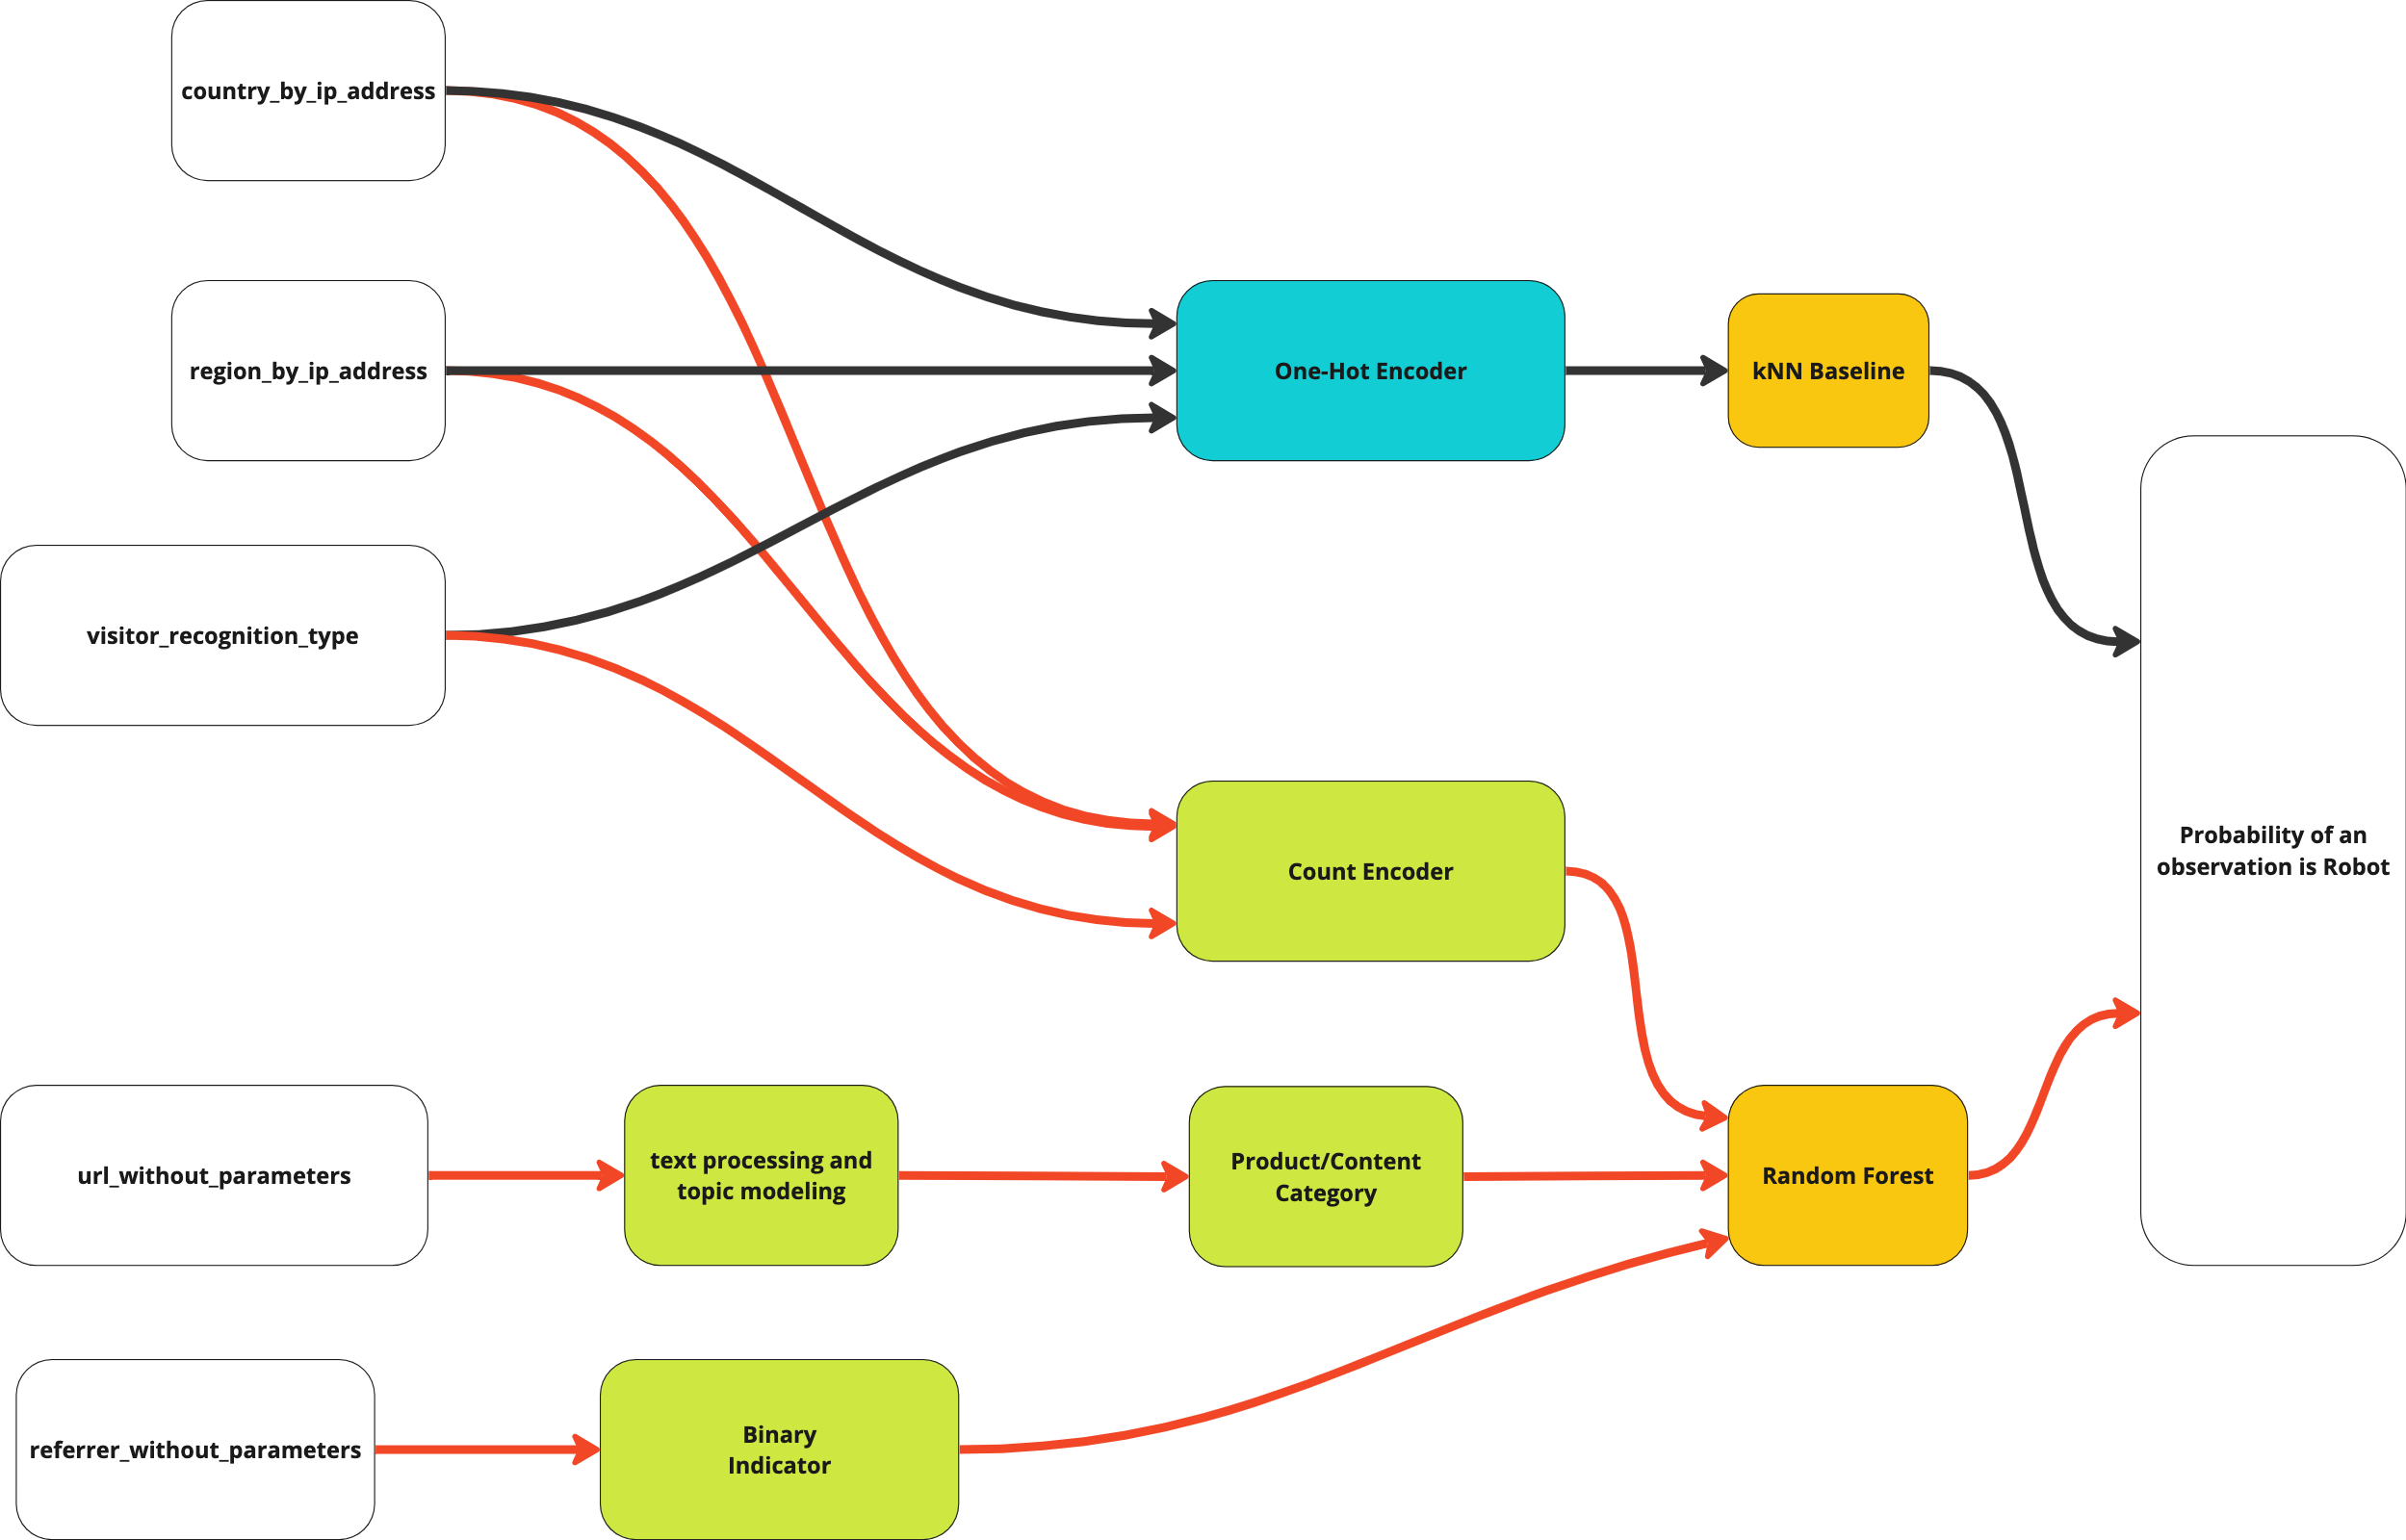 country_by_ip_address
region_by_ip_address
One-Hot Encoder
kNN Baseline
visitor_recognition_type
Probability of an
observation is Robot
Count Encoder
url_without_parameters
text processing and
topic modeling
Product/Content
Category
Random Forest
referrer_without_parameters
Binary
Indicator